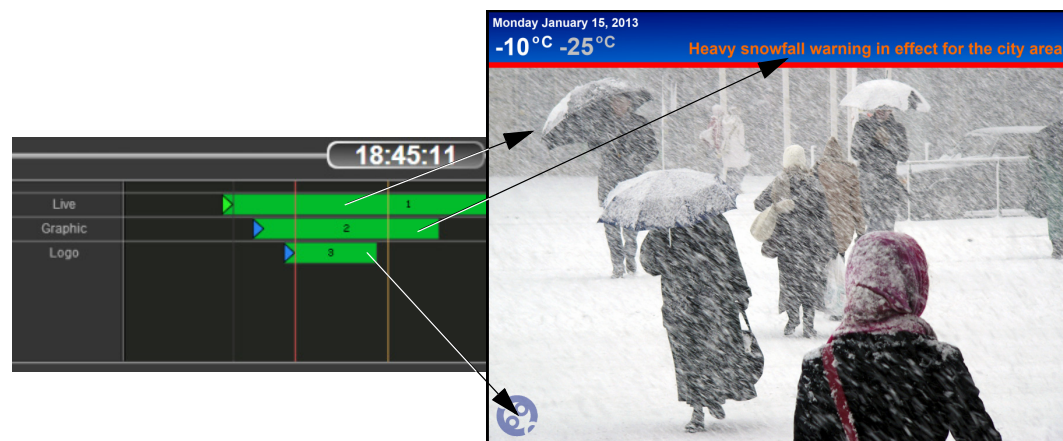 Monday January 15, 2013
-10°C -25°C
Heavy snowfall warning in effect for the city area
18:45:11
Live
1
Graphic
2
Logo
3